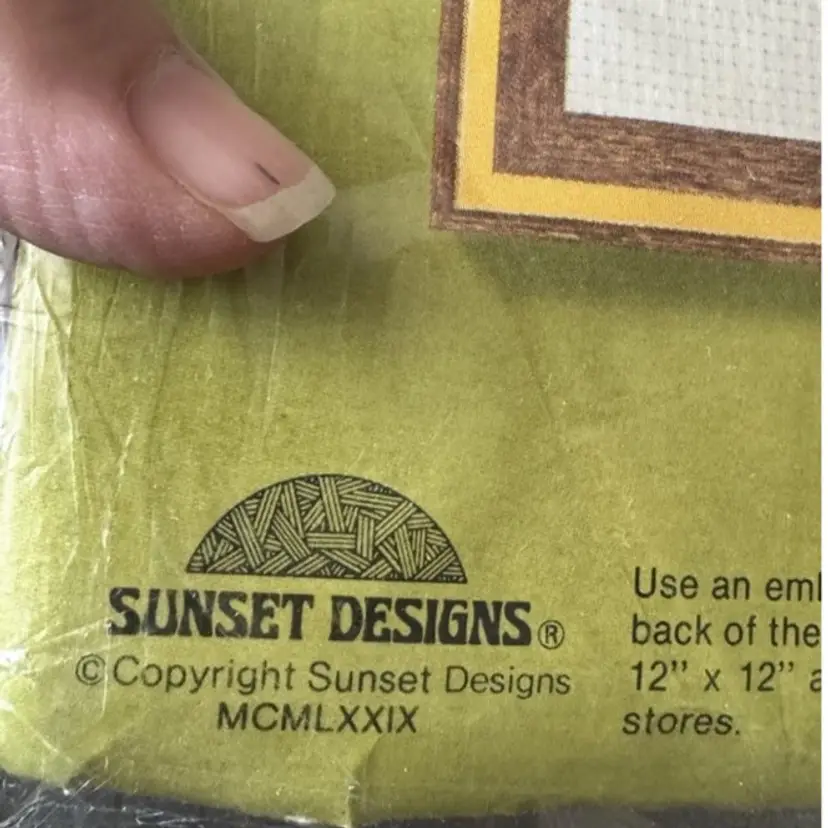 SUNSET DESIGNS®
© Copyright Sunset Designs
MCMLXXIX
Use an
back of the
12" x 12"
stores.